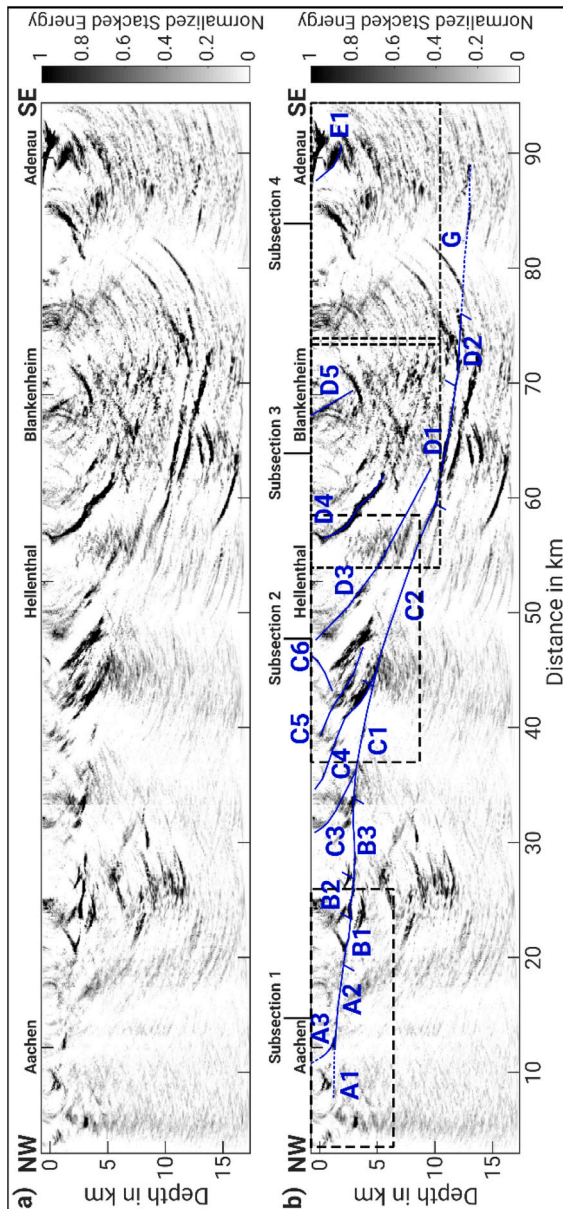 a)
NW
Aachen
Hellenthal
Blankenheim
Adenau
SE
Depth in km
0
5
10
15
Normalized Stacked Energy
1
0.8
0.6
0.4
0.2
0
b)
NW
Subsection 1
Subsection 2
Subsection 3
Subsection 4
SE
Aachen
Hellenthal
Blankenheim
Adenau
A1
A2
A3
B1
B2
B3
C1
C2
C3
C4
C5
C6
D1
D2
D3
D4
D5
E1
G
Depth in km
0
5
10
15
10
20
30
40
50
60
70
80
90
Distance in km
Normalized Stacked Energy
1
0.8
0.6
0.4
0.2
0